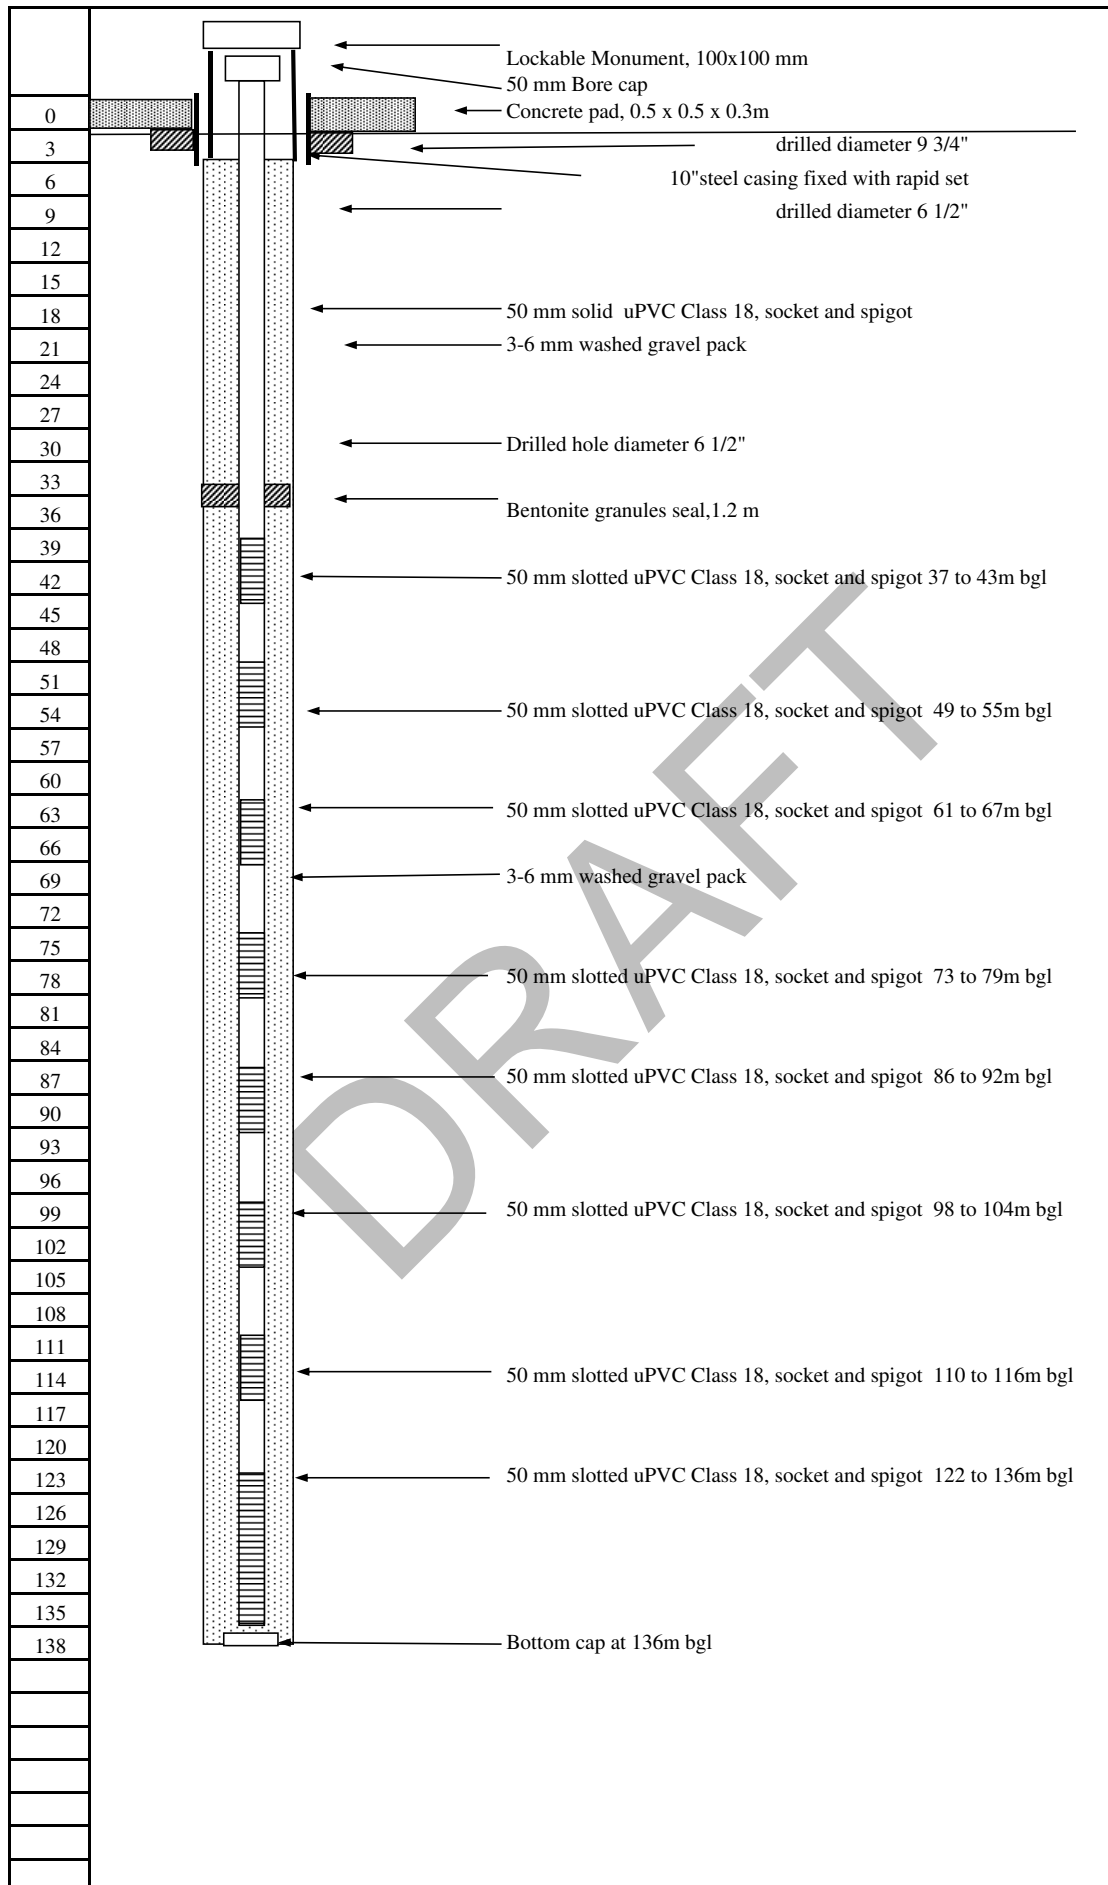 Lockable Monument, 100x100 mm
50 mm Bore cap
0
Concrete pad, 0.5 x 0.5 x 0.3m
3
drilled diameter 9 3/4"
6
10"steel casing fixed with rapid set
9
drilled diameter 6 1/2"
12
15
18
50 mm solid uPVC Class 18, socket and spigot
21
3-6 mm washed gravel pack
24
27
30
Drilled hole diameter 6 1/2"
33
36
Bentonite granules seal,1.2 m
39
42
50 mm slotted uPVC Class 18, socket and spigot 37 to 43m bgl
45
48
51
54
50 mm slotted uPVC Class 18, socket and spigot 49 to 55m bgl
57
60
63
50 mm slotted uPVC Class 18, socket and spigot 61 to 67m bgl
66
69
3-6 mm washed gravel pack
72
75
78
50 mm slotted uPVC Class 18, socket and spigot 73 to 79m bgl
81
84
87
50 mm slotted uPVC Class 18, socket and spigot 86 to 92m bgl
90
93
96
99
50 mm slotted uPVC Class 18, socket and spigot 98 to 104m bgl
102
105
108
111
114
50 mm slotted uPVC Class 18, socket and spigot 110 to 116m bgl
117
120
123
50 mm slotted uPVC Class 18, socket and spigot 122 to 136m bgl
126
129
132
135
138
Bottom cap at 136m bgl
DRAFT